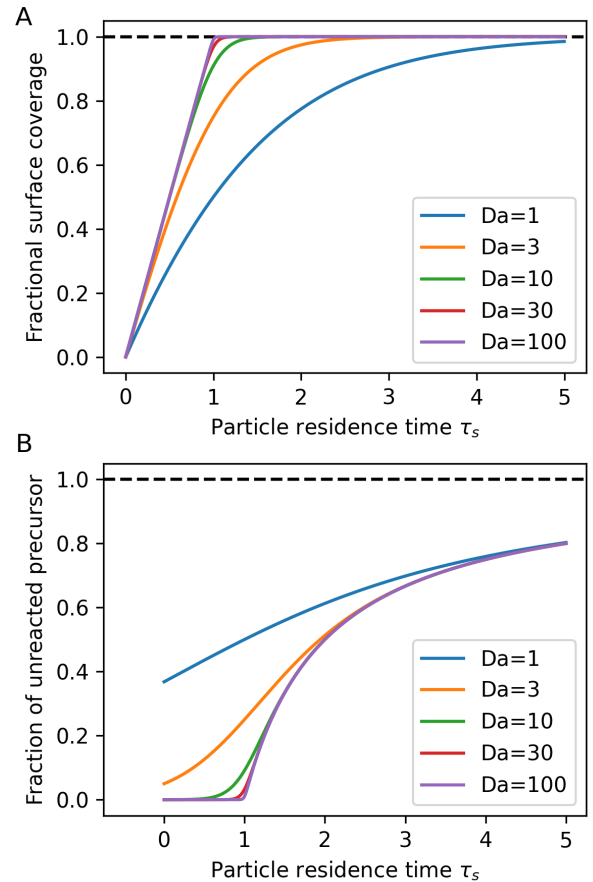 A
1.0
0.8
0.6
0.4
0.2
0.0
Fractional surface coverage
Da=1
Da=3
Da=10
Da=30
Da=100
0 1 2 3 4 5
Particle residence time τₛ
B
1.0
0.8
0.6
0.4
0.2
0.0
Fraction of unreacted precursor
Da=1
Da=3
Da=10
Da=30
Da=100
0 1 2 3 4 5
Particle residence time τₛ